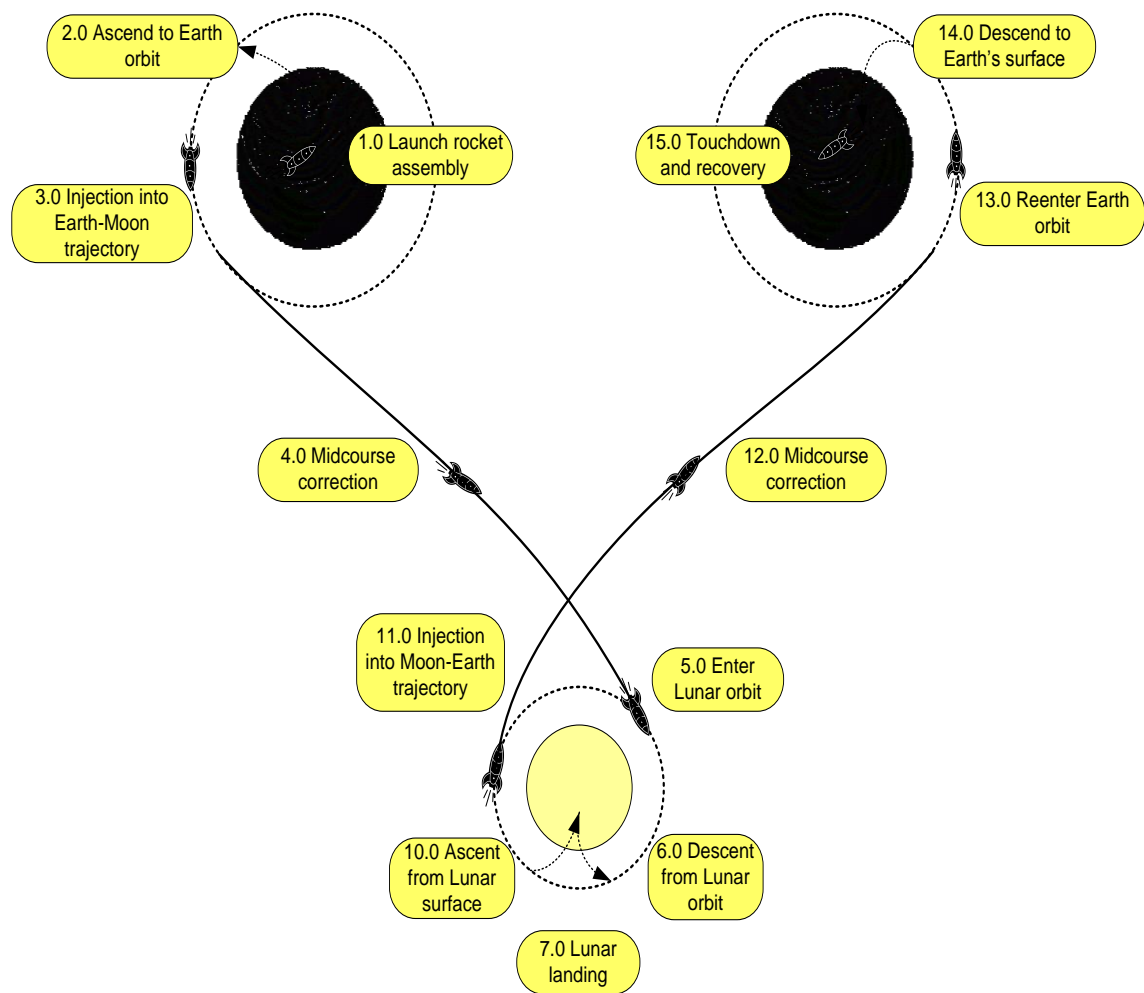 2.0 Ascend to Earth
orbit
14.0 Descend to
Earth's surface
1.0 Launch rocket
assembly
15.0 Touchdown
and recovery
3.0 Injection into
Earth-Moon
trajectory
13.0 Reenter Earth
orbit
4.0 Midcourse
correction
12.0 Midcourse
correction
11.0 Injection
into Moon-Earth
trajectory
5.0 Enter
Lunar orbit
10.0 Ascent
from Lunar
surface
6.0 Descent
from Lunar
orbit
7.0 Lunar
landing